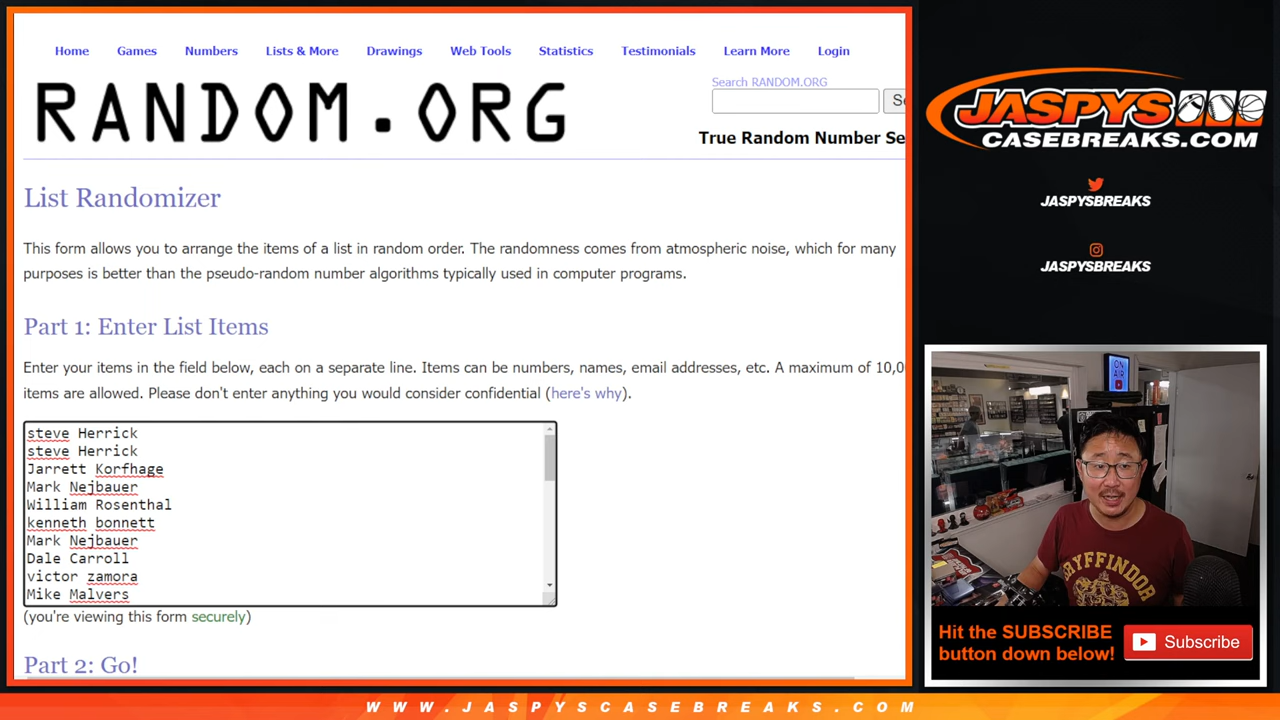 Home Games Numbers Lists & More Drawings Web Tools Statistics Testimonials Learn More Login
RANDOM.ORG
Search RANDOM.ORG
True Random Number Se
List Randomizer
This form allows you to arrange the items of a list in random order. The randomness comes from atmospheric noise, which for many
purposes is better than the pseudo-random number algorithms typically used in computer programs.
Part 1: Enter List Items
Enter your items in the field below, each on a separate line. Items can be numbers, names, email addresses, etc. A maximum of 10,0
items are allowed. Please don't enter anything you would consider confidential (here's why).
steve Herrick
steve Herrick
Jarrett Korfhage
Mark Nejbauer
William Rosenthal
kenneth bonnett
Mark Nejbauer
Dale Carroll
victor zamora
Mike Malvers
(you're viewing this form securely)
Part 2: Go!
JASPYS
CASEBREAKS.COM
JASPYSBREAKS
JASPYSBREAKS
ON
AIR
GRYFFINDOR
Hit the SUBSCRIBE
button down below!
Subscribe
WWW.JASPYSCASEBREAKS.COM